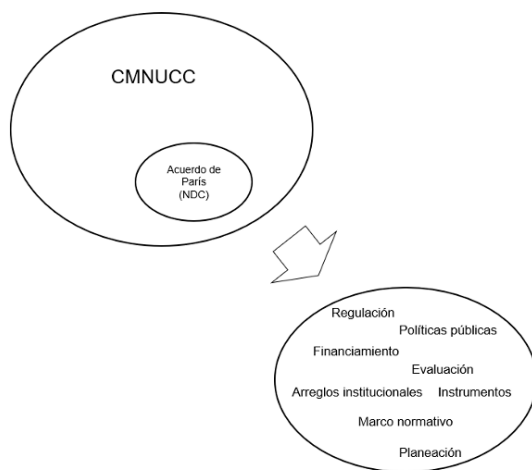 CMNUCC
Acuerdo de
París
(NDC)
Regulación
Políticas públicas
Financiamiento
Evaluación
Arreglos institucionales
Instrumentos
Marco normativo
Planeación